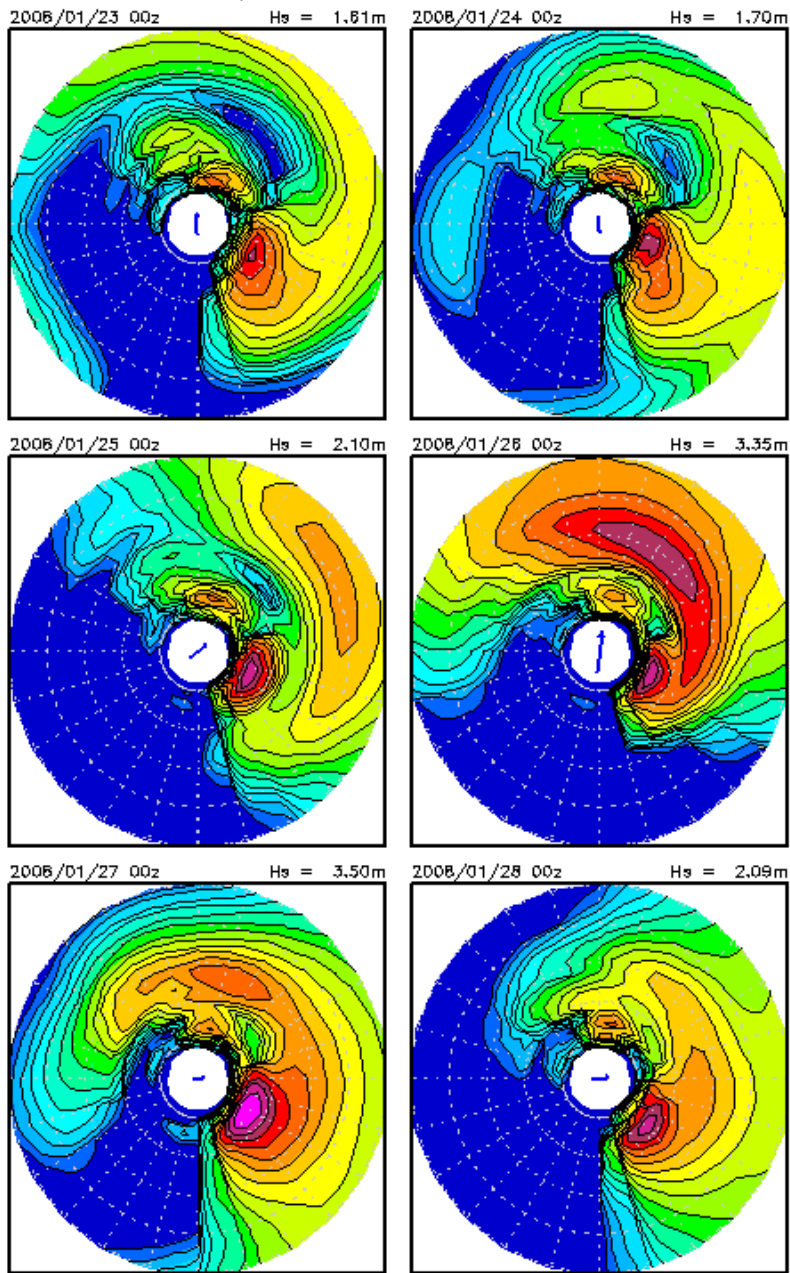 2008/01/23 00z Hs = 1.61m
2008/01/24 00z Hs = 1.70m
2008/01/25 00z Hs = 2.10m
2008/01/26 00z Hs = 3.35m
2008/01/27 00z Hs = 3.50m
2008/01/28 00z Hs = 2.09m